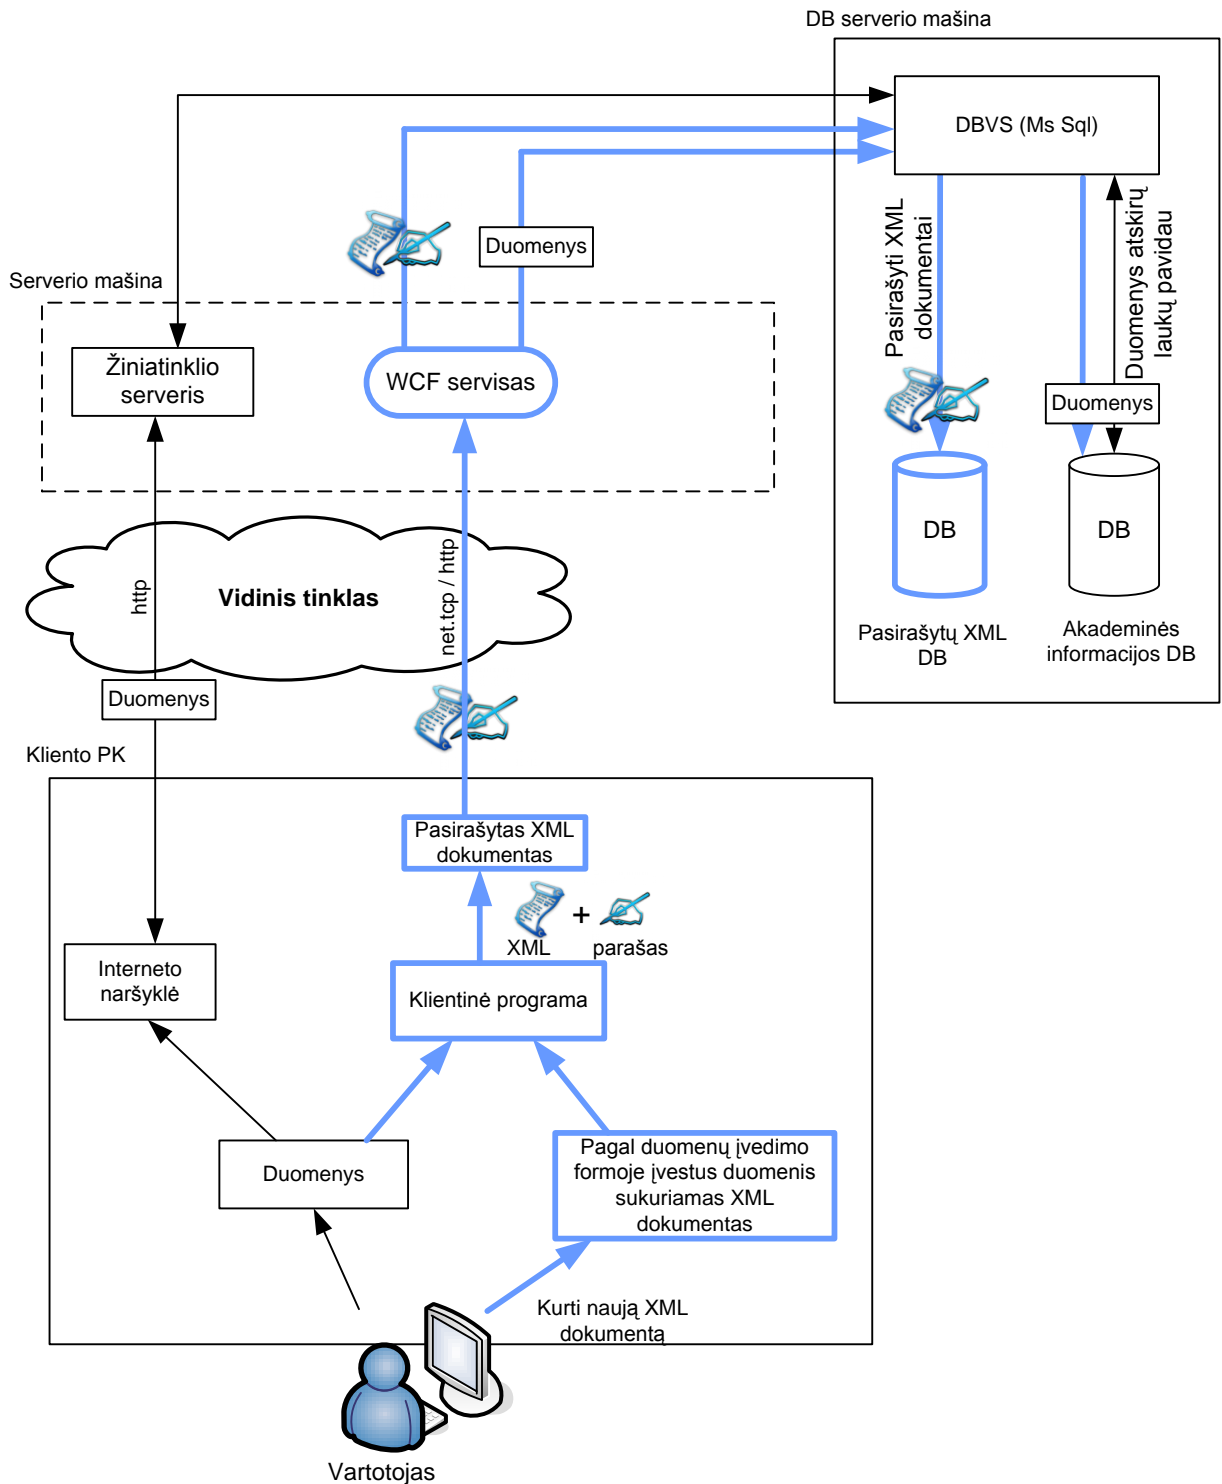 DB serverio mašina
DBVS (Ms Sql)
Duomenys
Pasirašyti XML
dokumentai
Duomenys atskirų
laukų pavidau
Serverio mašina
Žiniatinklio
serveris
WCF servisas
Duomenys
DB
DB
Pasirašytų XML
DB
Akademinės
informacijos DB
http
Vidinis tinklas
net.tcp / http
Duomenys
Kliento PK
Pasirašytas XML
dokumentas
+
XML
parašas
Interneto
naršyklė
Klientinė programa
Duomenys
Pagal duomenų įvedimo
formoje įvestus duomenis
sukuriamas XML
dokumentas
Kurti naują XML
dokumentą
Vartotojas